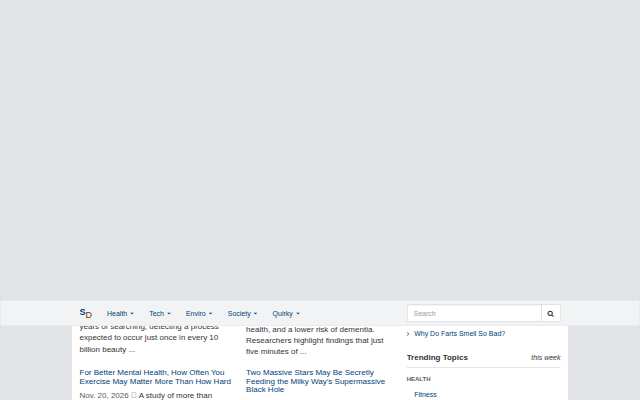 SD Health Tech Enviro Society Quirky Search
years of searching, detecting a process
expected to occur just once in every 10
billion beauty ...
For Better Mental Health, How Often You
Exercise May Matter More Than How Hard
Nov. 20, 2026 A study of more than
health, and a lower risk of dementia.
Researchers highlight findings that just
five minutes of ...
Two Massive Stars May Be Secretly
Feeding the Milky Way's Supermassive
Black Hole
Why Do Farts Smell So Bad?
Trending Topics this week
HEALTH
Fitness